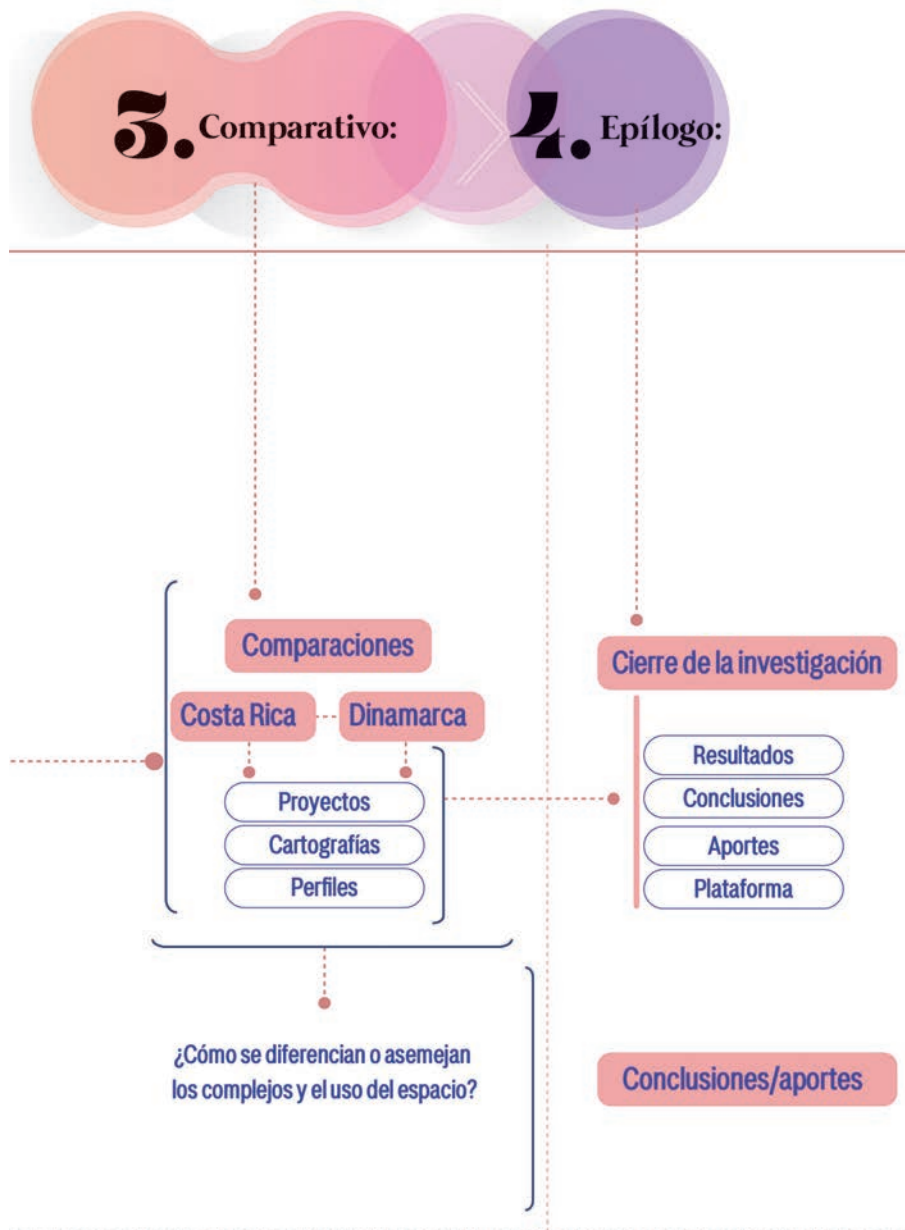 3. Comparativo:
4. Epílogo:
Comparaciones
Costa Rica
Dinamarca
Proyectos
Cartografías
Perfiles
¿Cómo se diferencian o asemejan
los complejos y el uso del espacio?
Cierre de la investigación
Resultados
Conclusiones
Aportes
Plataforma
Conclusiones/aportes